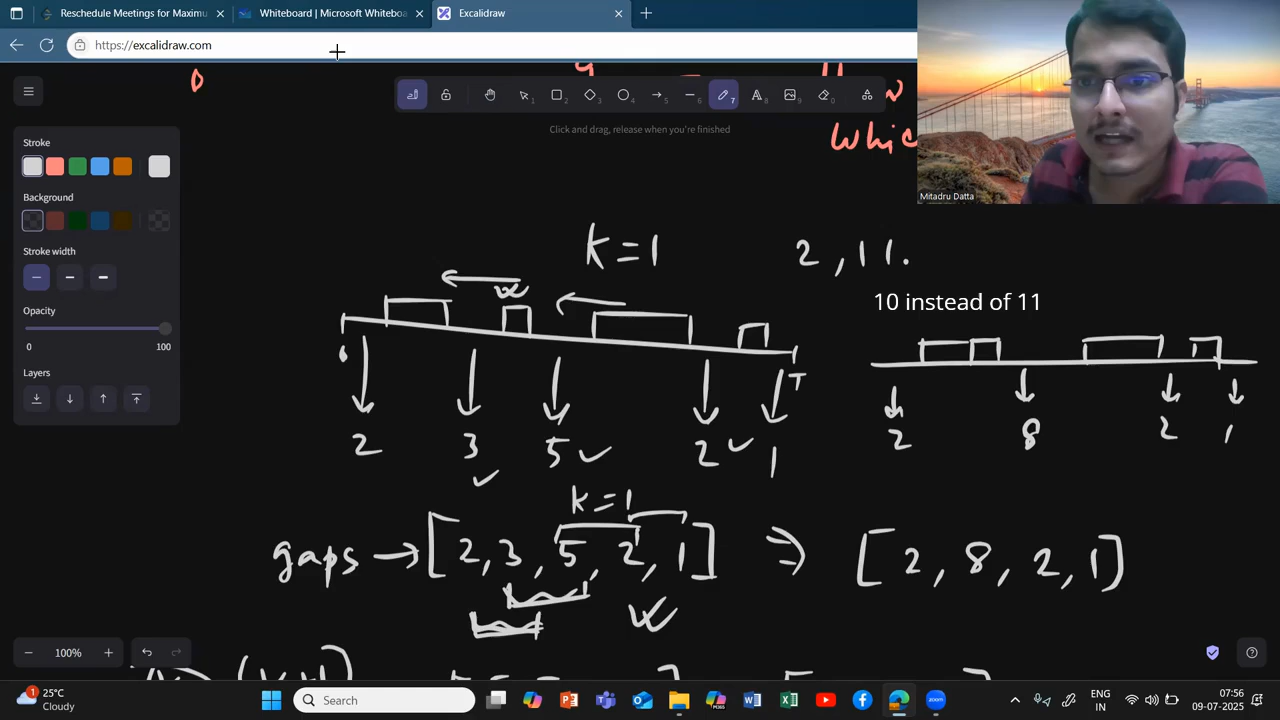 Reschedule Meetings for Maximu
Whiteboard | Microsoft Whiteboa
Excalidraw
https://excalidraw.com
Click and drag, release when you're finished
whic
Mitadru Datta
Stroke
Background
Stroke width
Opacity
0 100
Layers
k=1 2, 11.
10 instead of 11
0 T
2 3 5 2 1
2 8 2 1
k=1
gaps → [2, 3, 5, 2, 1] ⇒ [2, 8, 2, 1]
100%
25°C
Cloudy
Search
ENG
IN
07:56
09-07-2025